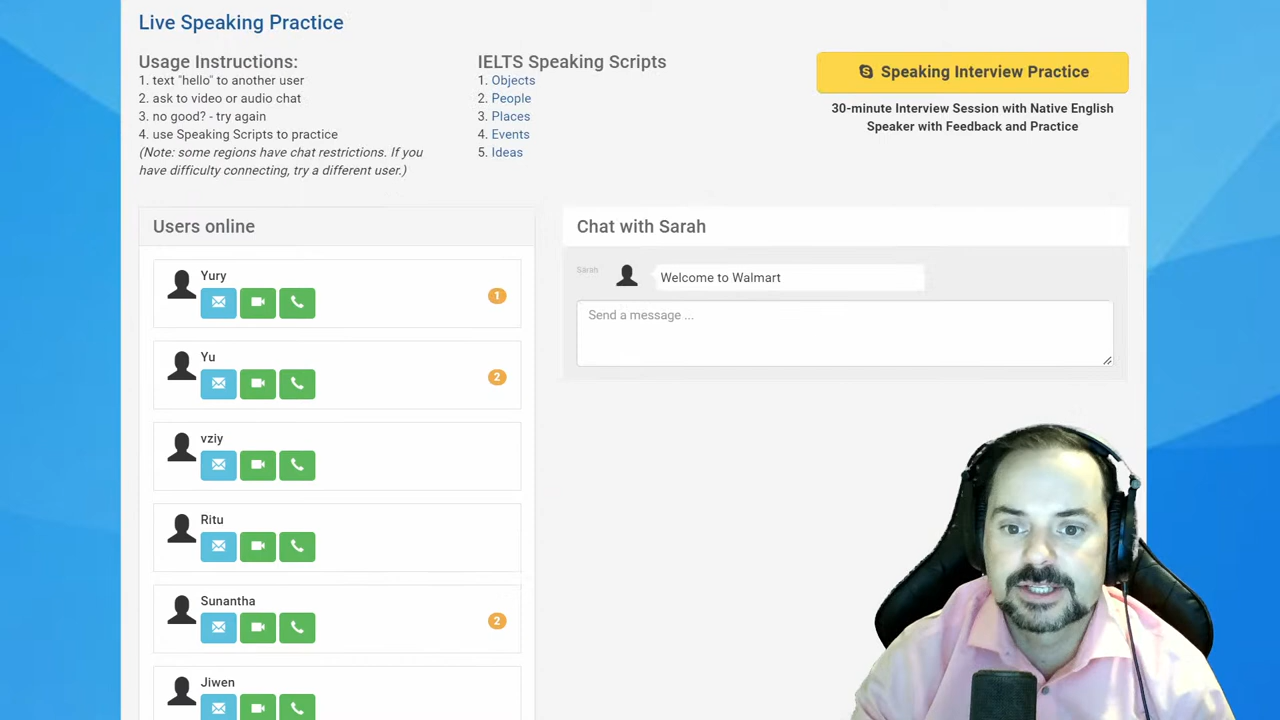 Live Speaking Practice
Usage Instructions:
1. text "hello" to another user
2. ask to video or audio chat
3. no good? - try again
4. use Speaking Scripts to practice
(Note: some regions have chat restrictions. If you
have difficulty connecting, try a different user.)
IELTS Speaking Scripts
1. Objects
2. People
3. Places
4. Events
5. Ideas
Speaking Interview Practice
30-minute Interview Session with Native English
Speaker with Feedback and Practice
Users online
Yury
1
Yu
2
vziy
Ritu
Sunantha
2
Jiwen
Chat with Sarah
Sarah
Welcome to Walmart
Send a message ...